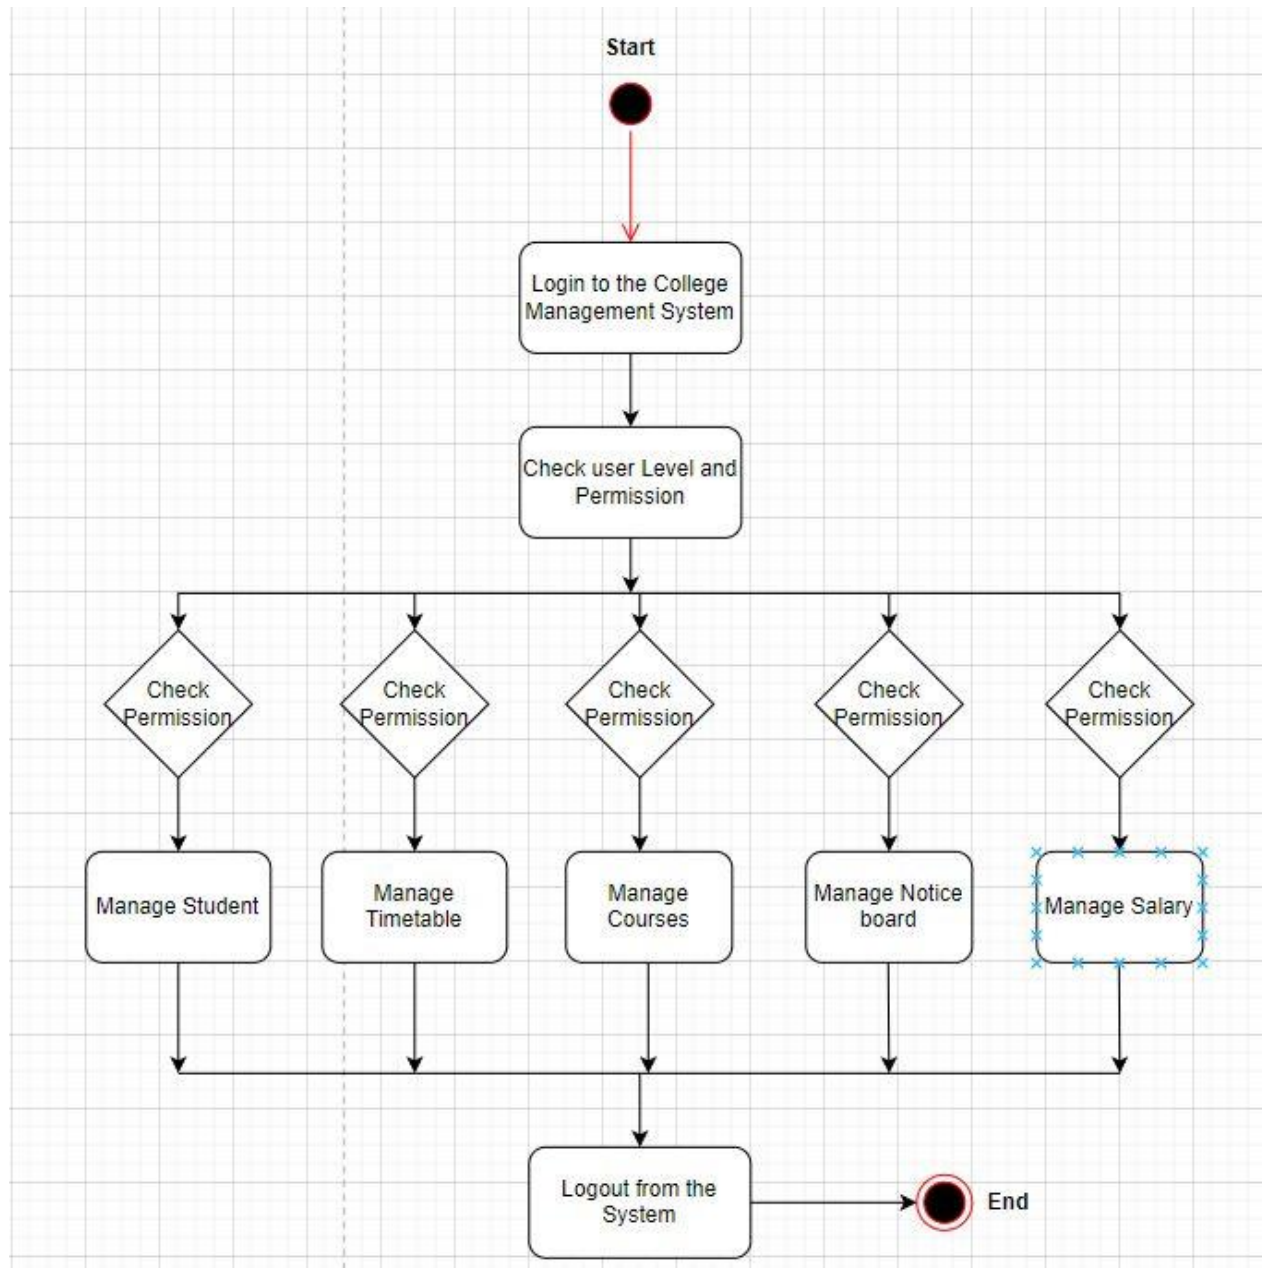 Start
Login to the College
Management System
Check user Level and
Permission
Check
Permission
Check
Permission
Check
Permission
Check
Permission
Check
Permission
Manage Student
Manage
Timetable
Manage
Courses
Manage Notice
board
Manage Salary
Logout from the
System
End